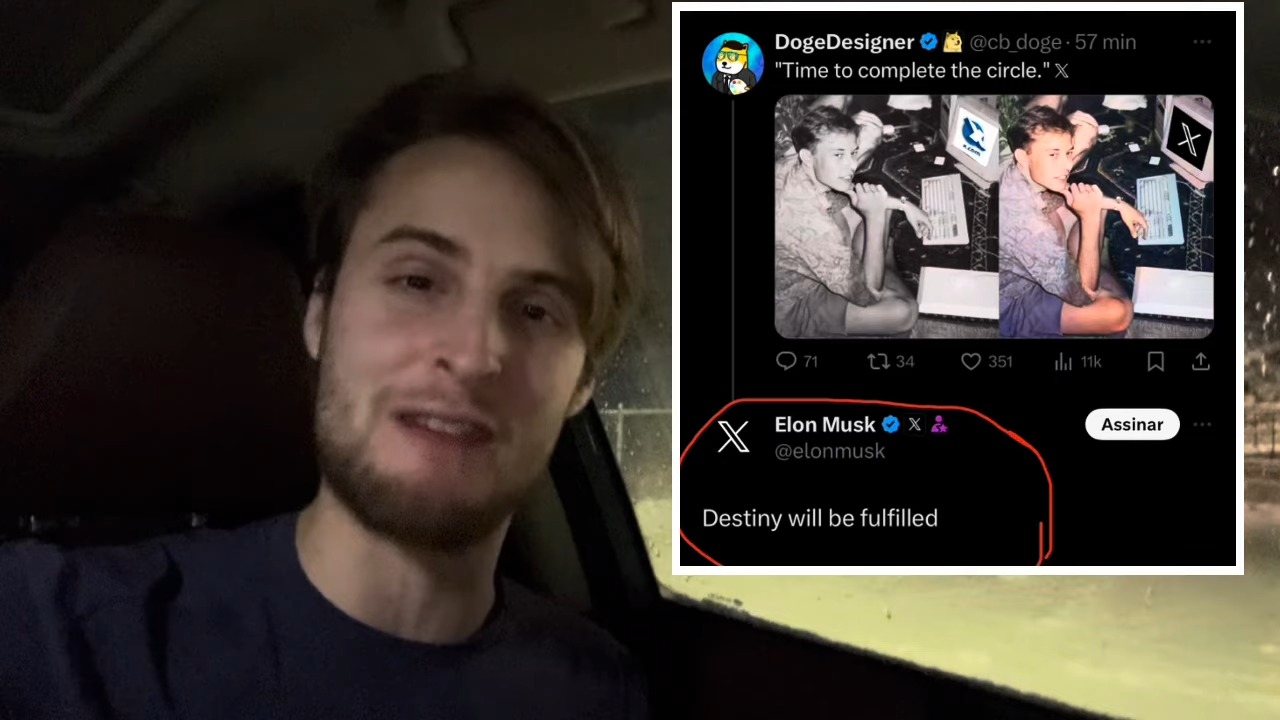 DogeDesigner @cb_doge · 57 min
"Time to complete the circle." 𝕏
x.com
X
71 34 351 11k
Elon Musk X
@elonmusk
Assinar
X
Destiny will be fulfilled